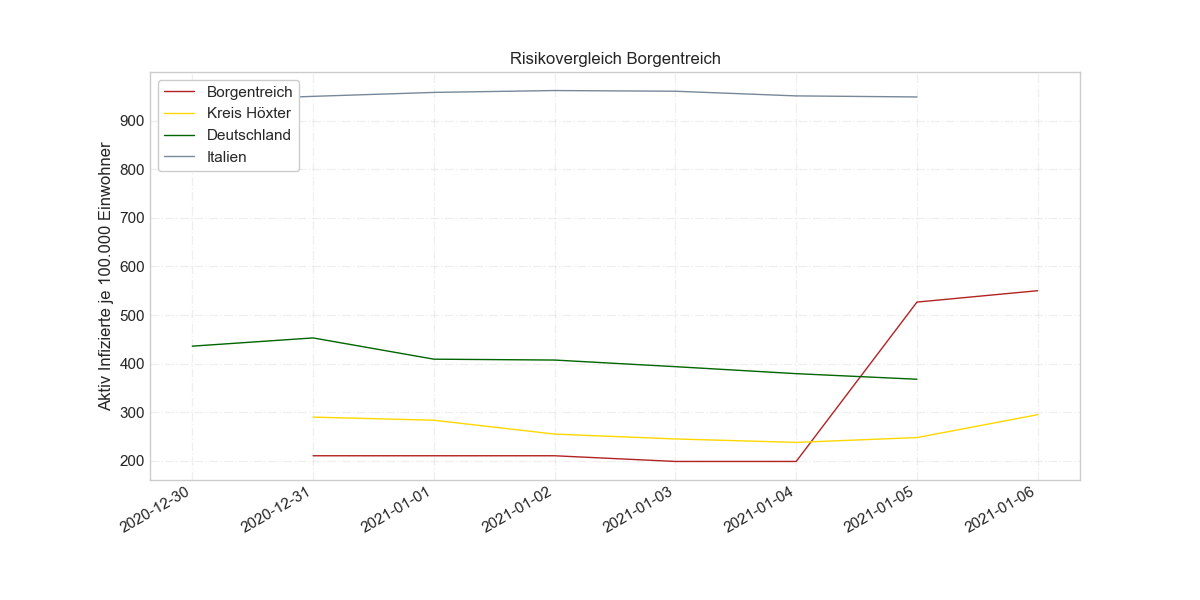 Risikovergleich Borgentreich
Borgentreich
Kreis Höxter
Deutschland
Italien
Aktiv Infizierte je 100.000 Einwohner
900
800
700
600
500
400
300
200
2020-12-30
2020-12-31
2021-01-01
2021-01-02
2021-01-03
2021-01-04
2021-01-05
2021-01-06